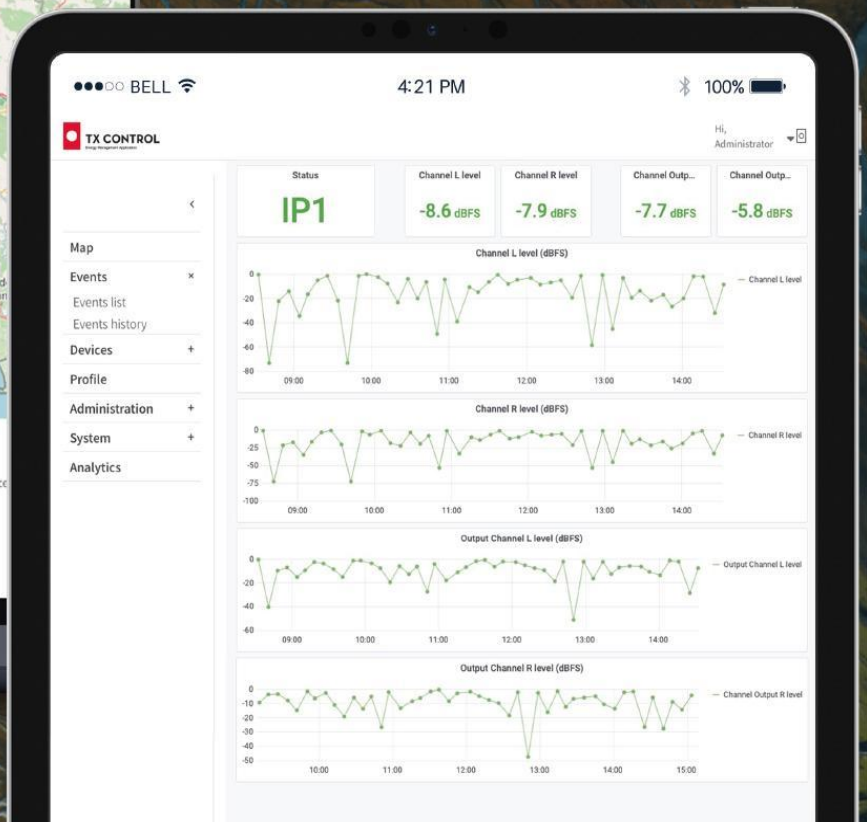 BELL
4:21 PM
100%
TX CONTROL
Energy Management Application
Hi,
Administrator
Map
Events ×
Events list
Events history
Devices +
Profile
Administration +
System +
Analytics
Status
IP1
Channel L level
-8.6 dBFS
Channel R level
-7.9 dBFS
Channel Outp...
-7.7 dBFS
Channel Outp...
-5.8 dBFS
Channel L level (dBFS)
0
-20
-40
-60
-80
09:00 10:00 11:00 12:00 13:00 14:00
Channel L level
Channel R level (dBFS)
0
-25
-50
-75
-100
09:00 10:00 11:00 12:00 13:00 14:00
Channel R level
Output Channel L level (dBFS)
0
-20
-40
-60
09:00 10:00 11:00 12:00 13:00 14:00
Output Channel L level
Output Channel R level (dBFS)
0
-10
-20
-30
-40
-50
10:00 11:00 12:00 13:00 14:00 15:00
Channel Output R level